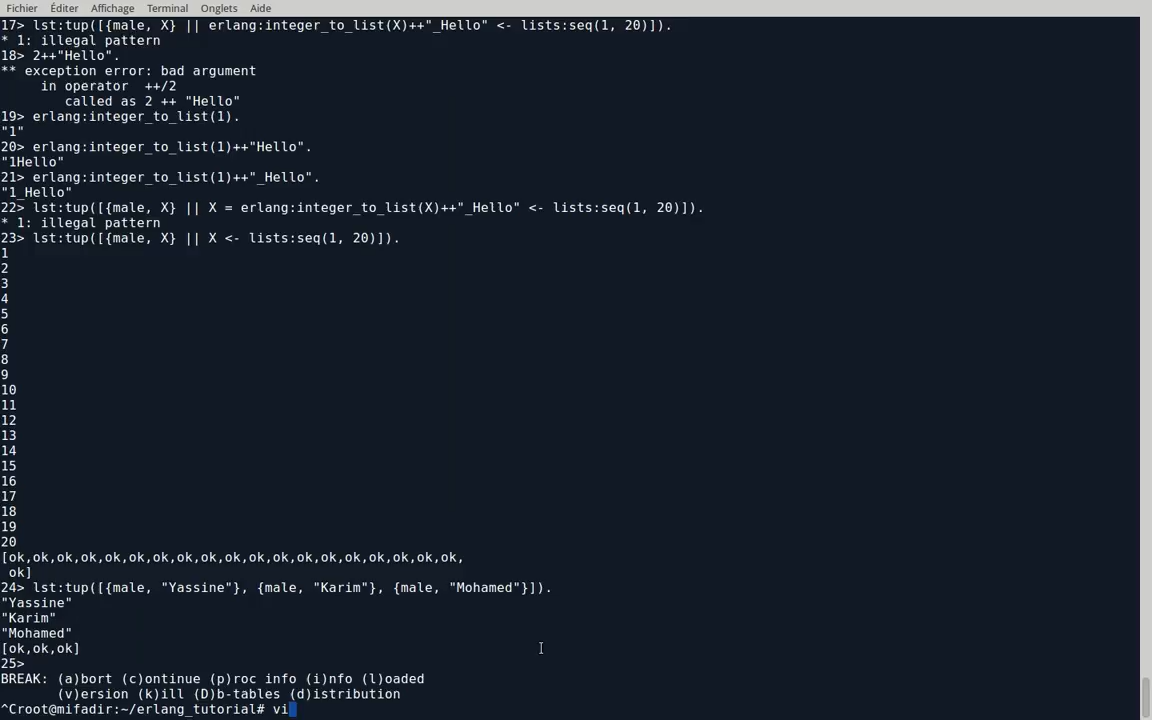 Fichier Éditer Affichage Terminal Onglets Aide
17> lst:tup([{male, X} || erlang:integer_to_list(X)++"_Hello" <- lists:seq(1, 20)]).
* 1: illegal pattern
18> 2++"Hello".
** exception error: bad argument
     in operator  ++/2
        called as 2 ++ "Hello"
19> erlang:integer_to_list(1).
"1"
20> erlang:integer_to_list(1)++"Hello".
"1Hello"
21> erlang:integer_to_list(1)++"_Hello".
"1_Hello"
22> lst:tup([{male, X} || X = erlang:integer_to_list(X)++"_Hello" <- lists:seq(1, 20)]).
* 1: illegal pattern
23> lst:tup([{male, X} || X <- lists:seq(1, 20)]).
1
2
3
4
5
6
7
8
9
10
11
12
13
14
15
16
17
18
19
20
[ok,ok,ok,ok,ok,ok,ok,ok,ok,ok,ok,ok,ok,ok,ok,ok,ok,ok,ok,
 ok]
24> lst:tup([{male, "Yassine"}, {male, "Karim"}, {male, "Mohamed"}]).
"Yassine"
"Karim"
"Mohamed"
[ok,ok,ok]
25>
BREAK: (a)bort (c)ontinue (p)roc info (i)nfo (l)oaded
       (v)ersion (k)ill (D)b-tables (d)istribution
^Croot@mifadir:~/erlang_tutorial# vi